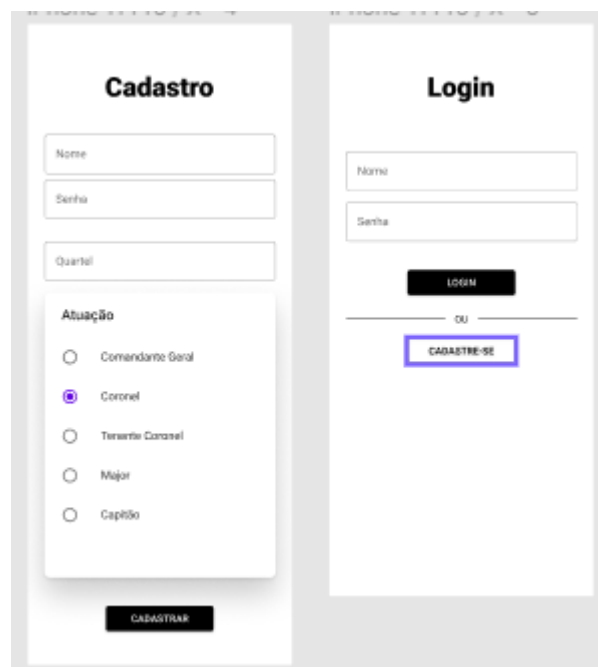 Cadastro
Nome
Senha
Quartel
Atuação
Comandante Geral
Coronel
Tenente Coronel
Major
Capitão
CADASTRAR
Login
Nome
Senha
LOGIN
OU
CADASTRE-SE